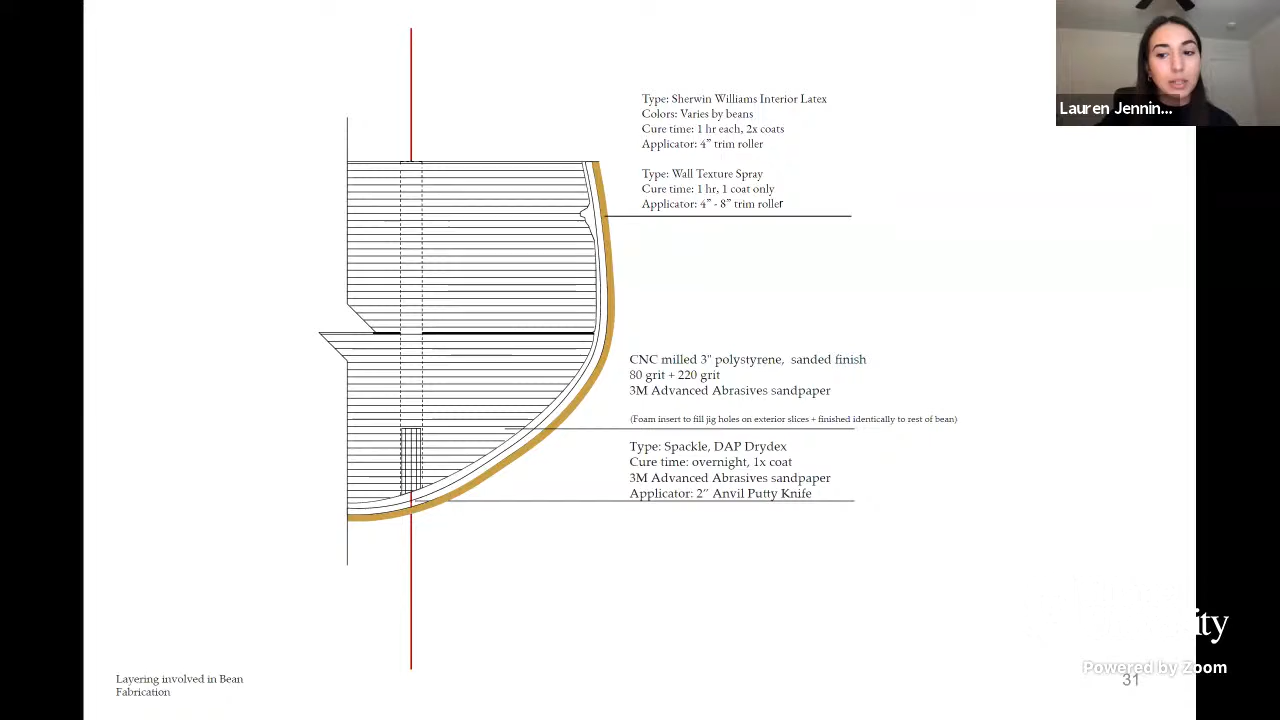 Lauren Jennin...
Type: Sherwin Williams Interior Latex
Colors: Varies by beans
Cure time: 1 hr each, 2x coats
Applicator: 4” trim roller
Type: Wall Texture Spray
Cure time: 1 hr, 1 coat only
Applicator: 4” - 8” trim roller
CNC milled 3" polystyrene, sanded finish
80 grit + 220 grit
3M Advanced Abrasives sandpaper
(Foam insert to fill jig holes on exterior slices + finished identically to rest of bean)
Type: Spackle, DAP Drydex
Cure time: overnight, 1x coat
3M Advanced Abrasives sandpaper
Applicator: 2” Anvil Putty Knife
ity
Powered by Zoom
31
Layering involved in Bean
Fabrication